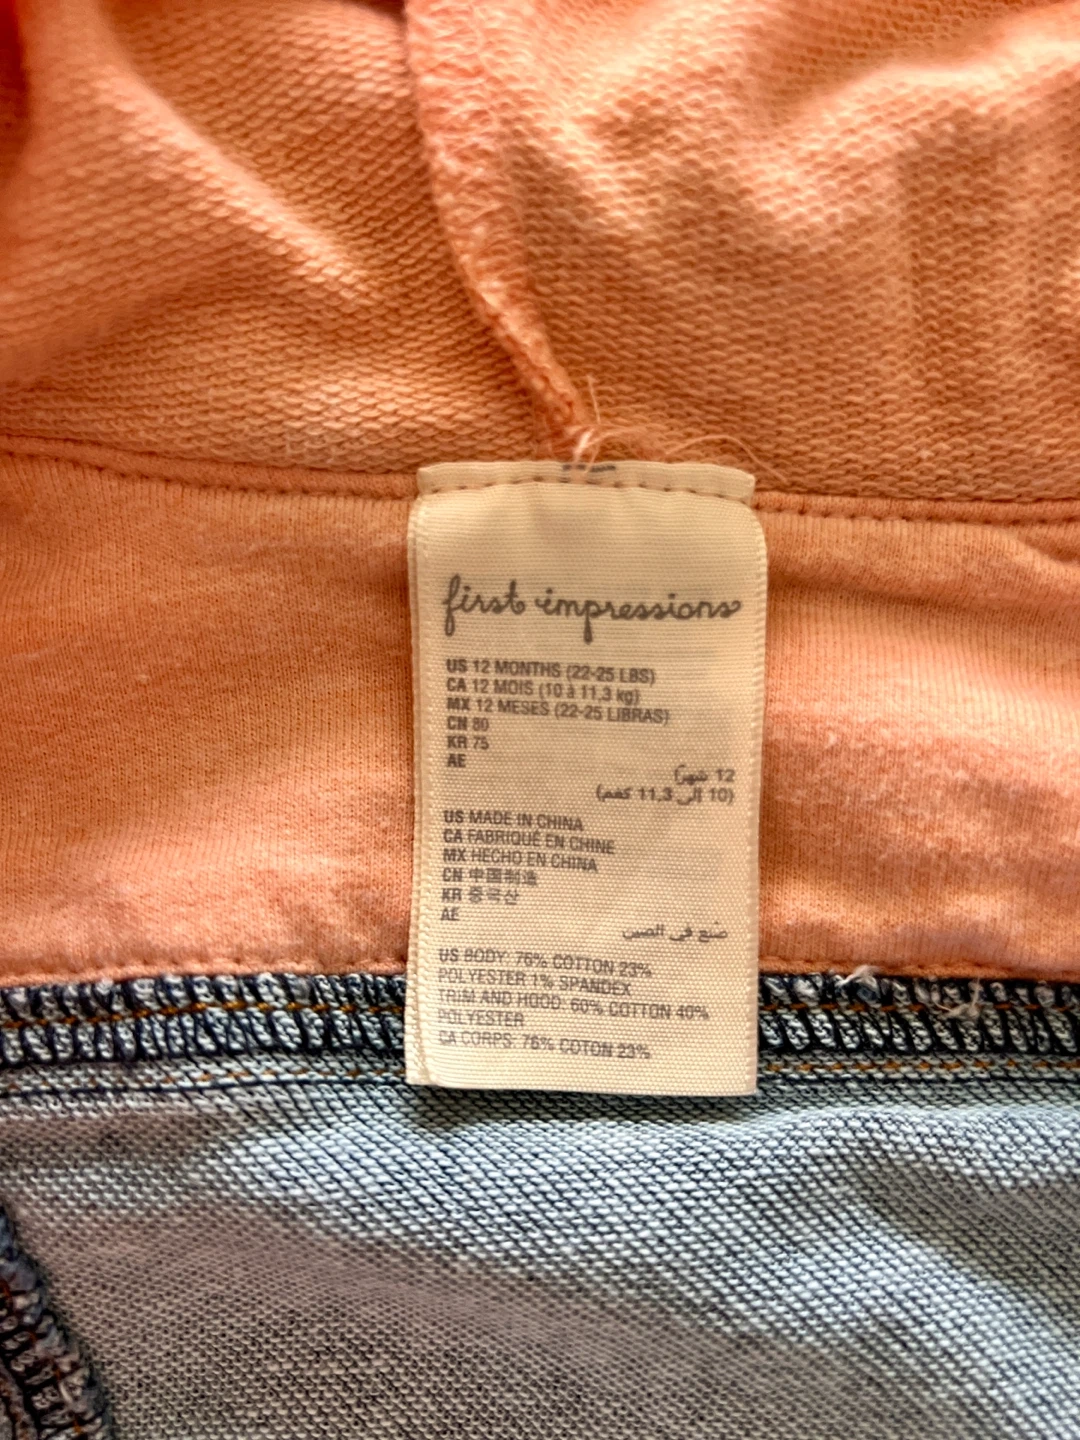 first impressions
US 12 MONTHS (22-25 LBS)
CA 12 MOIS (10 à 11,3 kg)
MX 12 MESES (22-25 LIBRAS)
CN 80
KR 75
AE
12 شهرًا
(10 إلى 11,3 كغم)
US MADE IN CHINA
CA FABRIQUÉ EN CHINE
MX HECHO EN CHINA
CN 中国制造
KR 중국산
AE
صنع في الصين
US BODY: 76% COTTON 23%
POLYESTER 1% SPANDEX
TRIM AND HOOD: 60% COTTON 40%
POLYESTER
CA CORPS: 76% COTON 23%